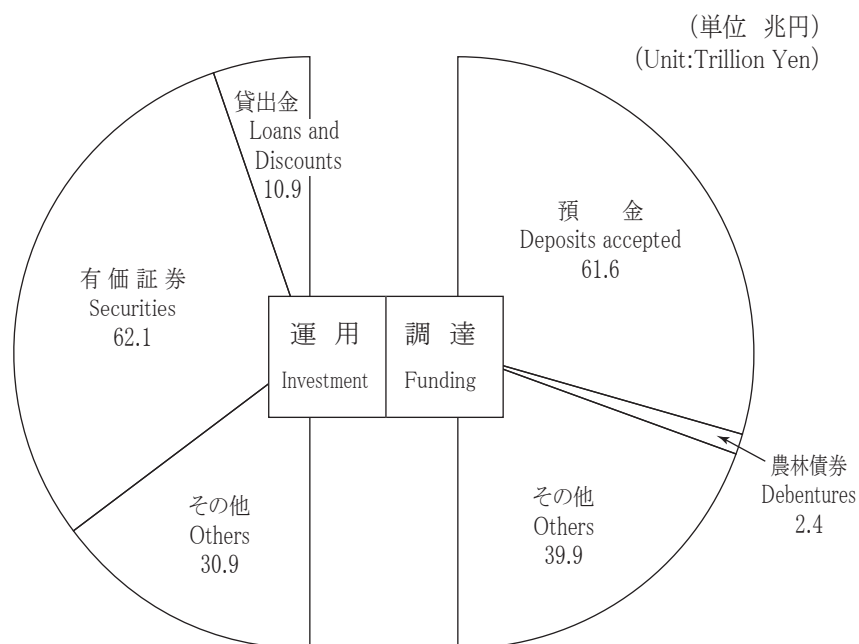 (単位 兆円)
(Unit:Trillion Yen)
貸出金
Loans and
Discounts
10.9
有価証券
Securities
62.1
その他
Others
30.9
運用
Investment
調達
Funding
預金
Deposits accepted
61.6
農林債券
Debentures
2.4
その他
Others
39.9